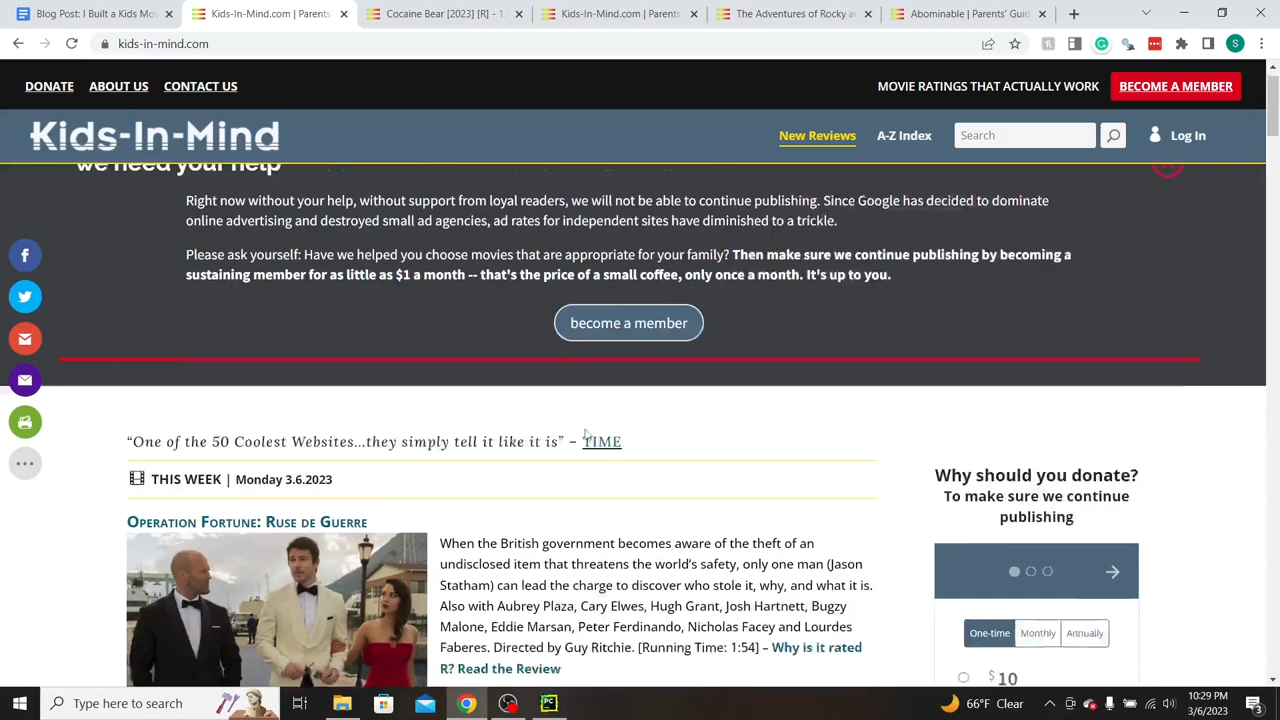 Blog Post: I Built a Kids Mov
Kids-In-Mind.com | Parents
Cocaine Bear [2023] [R] - 1.
Kids-In-Mind.com | Parents
The Adventures of Rocky a
Abominable | Parents' Guid
kids-in-mind.com
S
DONATE ABOUT US CONTACT US
MOVIE RATINGS THAT ACTUALLY WORK BECOME A MEMBER
Kids-In-Mind
New Reviews A-Z Index Search Log In
we need your help
Right now without your help, without support from loyal readers, we will not be able to continue publishing. Since Google has decided to dominate
online advertising and destroyed small ad agencies, ad rates for independent sites have diminished to a trickle.
Please ask yourself: Have we helped you choose movies that are appropriate for your family? Then make sure we continue publishing by becoming a
sustaining member for as little as $1 a month -- that's the price of a small coffee, only once a month. It's up to you.
become a member
“One of the 50 Coolest Websites…they simply tell it like it is” – TIME
THIS WEEK | Monday 3.6.2023
Operation Fortune: Ruse de Guerre
When the British government becomes aware of the theft of an
undisclosed item that threatens the world’s safety, only one man (Jason
Statham) can lead the charge to discover who stole it, why, and what it is.
Also with Aubrey Plaza, Cary Elwes, Hugh Grant, Josh Hartnett, Bugzy
Malone, Eddie Marsan, Peter Ferdinando, Nicholas Facey and Lourdes
Faberes. Directed by Guy Ritchie. [Running Time: 1:54] – Why is it rated
R? Read the Review
Why should you donate?
To make sure we continue
publishing
One-time Monthly Annually
$10
Type here to search
66°F Clear
10:29 PM
3/6/2023
3